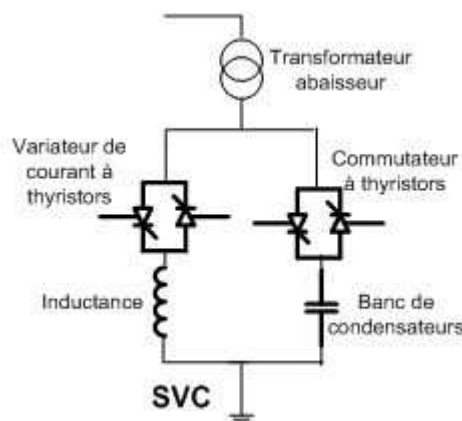 Transformateur
abaisseur
Variateur de
courant à
thyristors
Commutateur
à thyristors
Inductance
Banc de
condensateurs
SVC